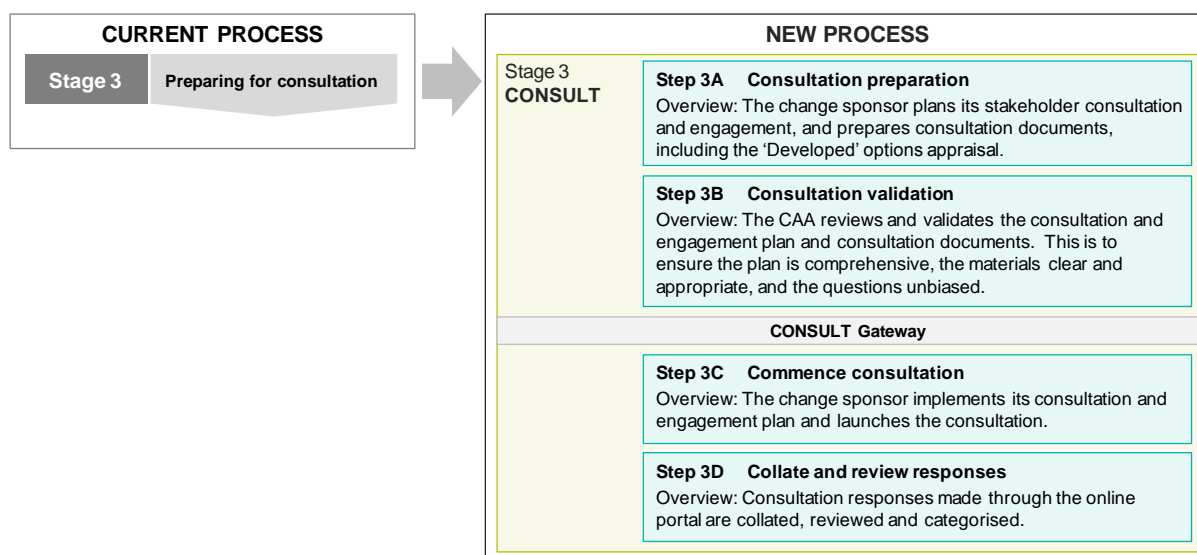 CURRENT PROCESS
Stage 3
Preparing for consultation
NEW PROCESS
Stage 3
CONSULT
Step 3A Consultation preparation
Overview: The change sponsor plans its stakeholder consultation
and engagement, and prepares consultation documents,
including the ‘Developed’ options appraisal.
Step 3B Consultation validation
Overview: The CAA reviews and validates the consultation and
engagement plan and consultation documents. This is to
ensure the plan is comprehensive, the materials clear and
appropriate, and the questions unbiased.
CONSULT Gateway
Step 3C Commence consultation
Overview: The change sponsor implements its consultation and
engagement plan and launches the consultation.
Step 3D Collate and review responses
Overview: Consultation responses made through the online
portal are collated, reviewed and categorised.